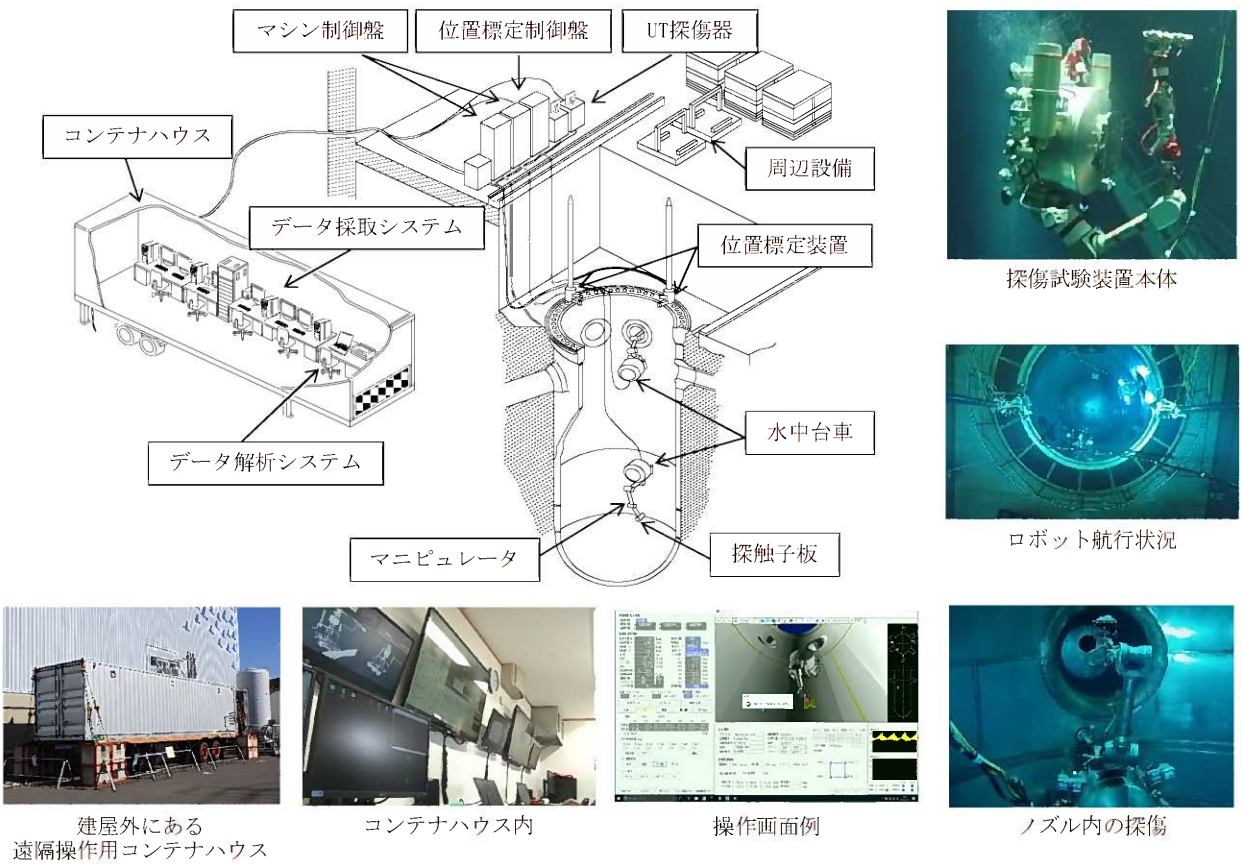 マシン制御盤
位置標定制御盤
UT探傷器
コンテナハウス
周辺設備
データ採取システム
位置標定装置
探傷試験装置本体
水中台車
データ解析システム
ロボット航行状況
マニピュレータ
探触子板
建屋外にある
遠隔操作用コンテナハウス
コンテナハウス内
操作画面例
ノズル内の探傷